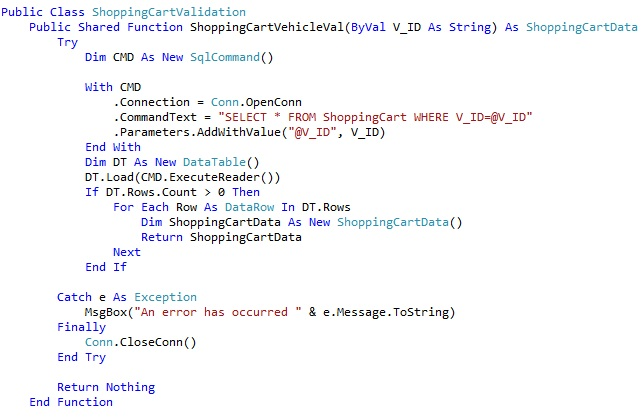 Public Class ShoppingCartValidation
    Public Shared Function ShoppingCartVehicleVal(ByVal V_ID As String) As ShoppingCartData
        Try
            Dim CMD As New SqlCommand()

            With CMD
                .Connection = Conn.OpenConn
                .CommandText = "SELECT * FROM ShoppingCart WHERE V_ID=@V_ID"
                .Parameters.AddWithValue("@V_ID", V_ID)
            End With
            Dim DT As New DataTable()
            DT.Load(CMD.ExecuteReader())
            If DT.Rows.Count > 0 Then
                For Each Row As DataRow In DT.Rows
                    Dim ShoppingCartData As New ShoppingCartData()
                    Return ShoppingCartData
                Next
            End If

        Catch e As Exception
            MsgBox("An error has occurred " & e.Message.ToString)
        Finally
            Conn.CloseConn()
        End Try

        Return Nothing
    End Function